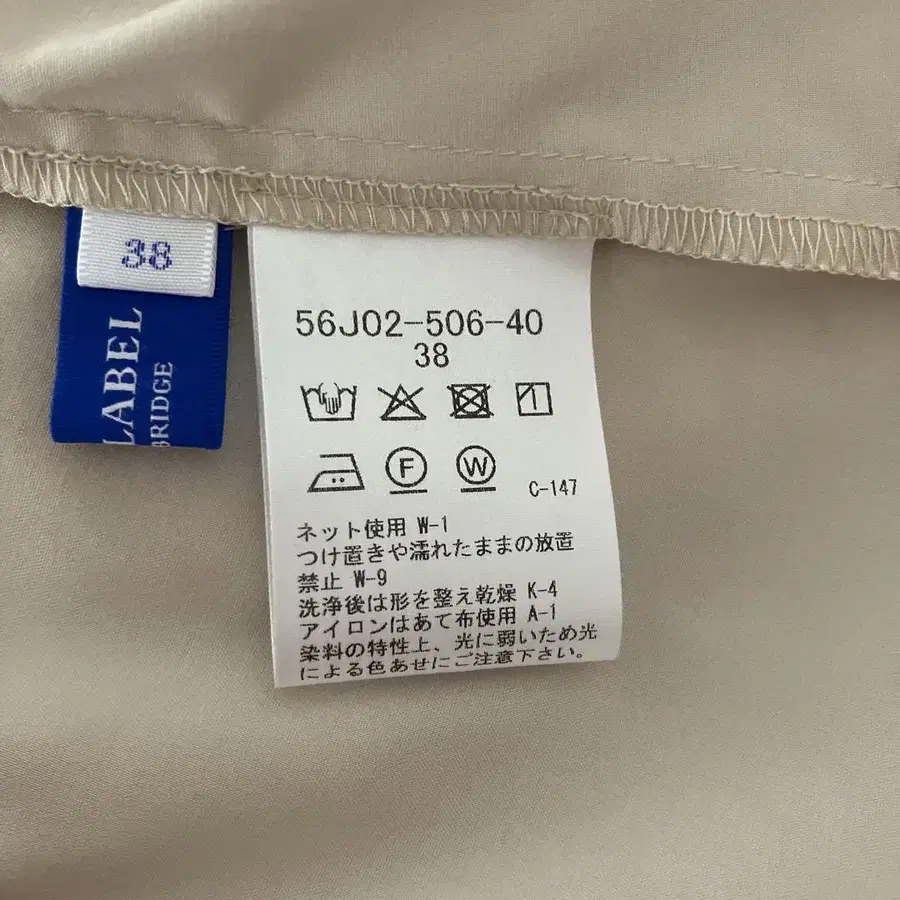 38
LABEL
BRIDGE
56J02-506-40
38
F
W
C-147
ネット使用 W-1
つけ置きや濡れたままの放置
禁止 W-9
洗浄後は形を整え乾燥 K-4
アイロンはあて布使用 A-1
染料の特性上、光に弱いため光
による色あせにご注意下さい。